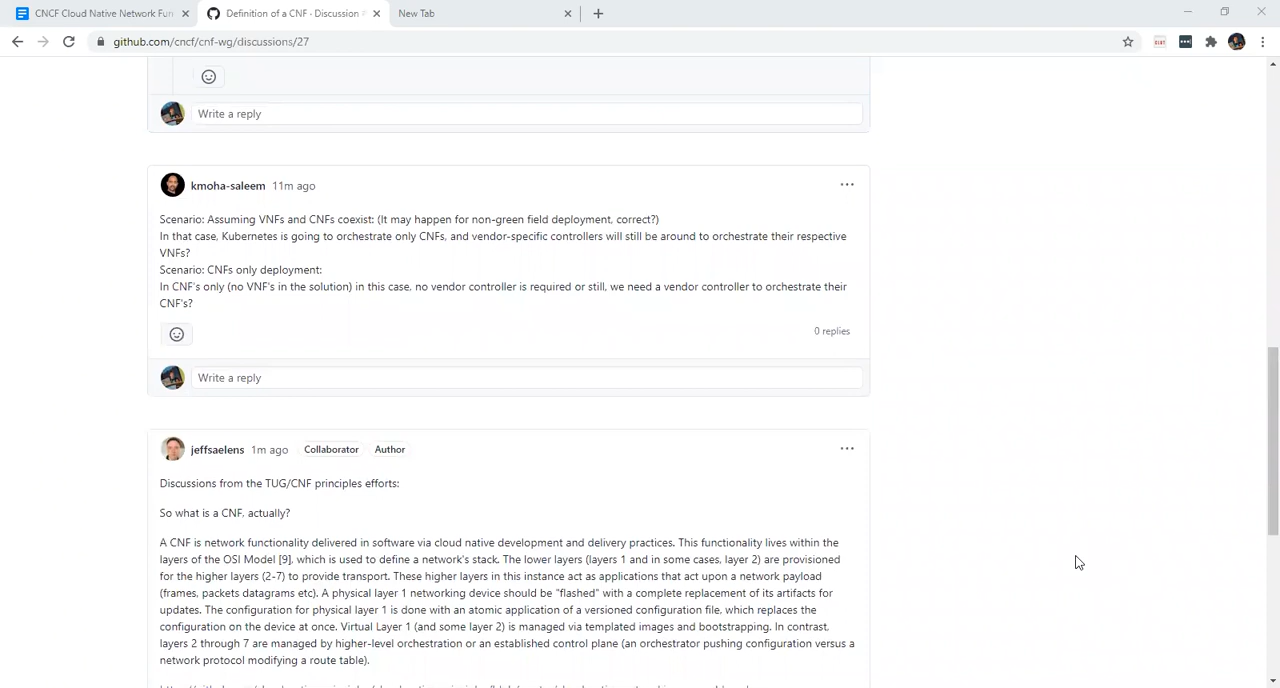 CNCF Cloud Native Network Fun
Definition of a CNF · Discussion
New Tab
github.com/cncf/cnf-wg/discussions/27
Write a reply
kmoha-saleem 11m ago
Scenario: Assuming VNFs and CNFs coexist: (It may happen for non-green field deployment, correct?)
In that case, Kubernetes is going to orchestrate only CNFs, and vendor-specific controllers will still be around to orchestrate their respective
VNFs?
Scenario: CNFs only deployment:
In CNF's only (no VNF's in the solution) in this case, no vendor controller is required or still, we need a vendor controller to orchestrate their
CNF's?
0 replies
Write a reply
jeffsaelens 1m ago Collaborator Author
Discussions from the TUG/CNF principles efforts:
So what is a CNF, actually?
A CNF is network functionality delivered in software via cloud native development and delivery practices. This functionality lives within the
layers of the OSI Model [9], which is used to define a network's stack. The lower layers (layers 1 and in some cases, layer 2) are provisioned
for the higher layers (2-7) to provide transport. These higher layers in this instance act as applications that act upon a network payload
(frames, packets datagrams etc). A physical layer 1 networking device should be "flashed" with a complete replacement of its artifacts for
updates. The configuration for physical layer 1 is done with an atomic application of a versioned configuration file, which replaces the
configuration on the device at once. Virtual Layer 1 (and some layer 2) is managed via templated images and bootstrapping. In contrast,
layers 2 through 7 are managed by higher-level orchestration or an established control plane (an orchestrator pushing configuration versus a
network protocol modifying a route table).